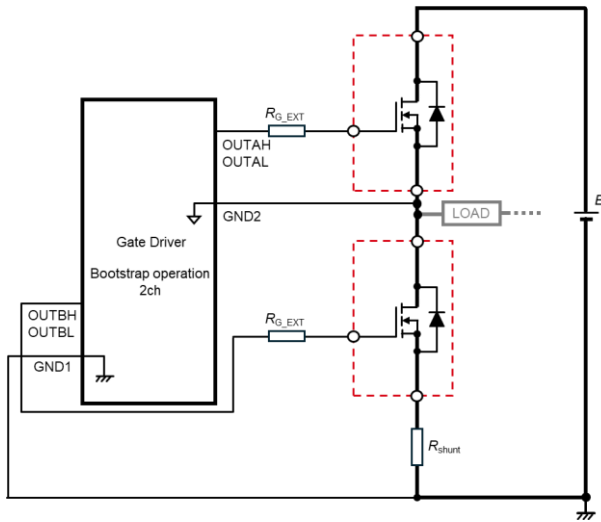 R_G_EXT
OUTAH
OUTAL
GND2
LOAD
E
Gate Driver
Bootstrap operation
2ch
OUTBH
OUTBL
R_G_EXT
GND1
R_shunt